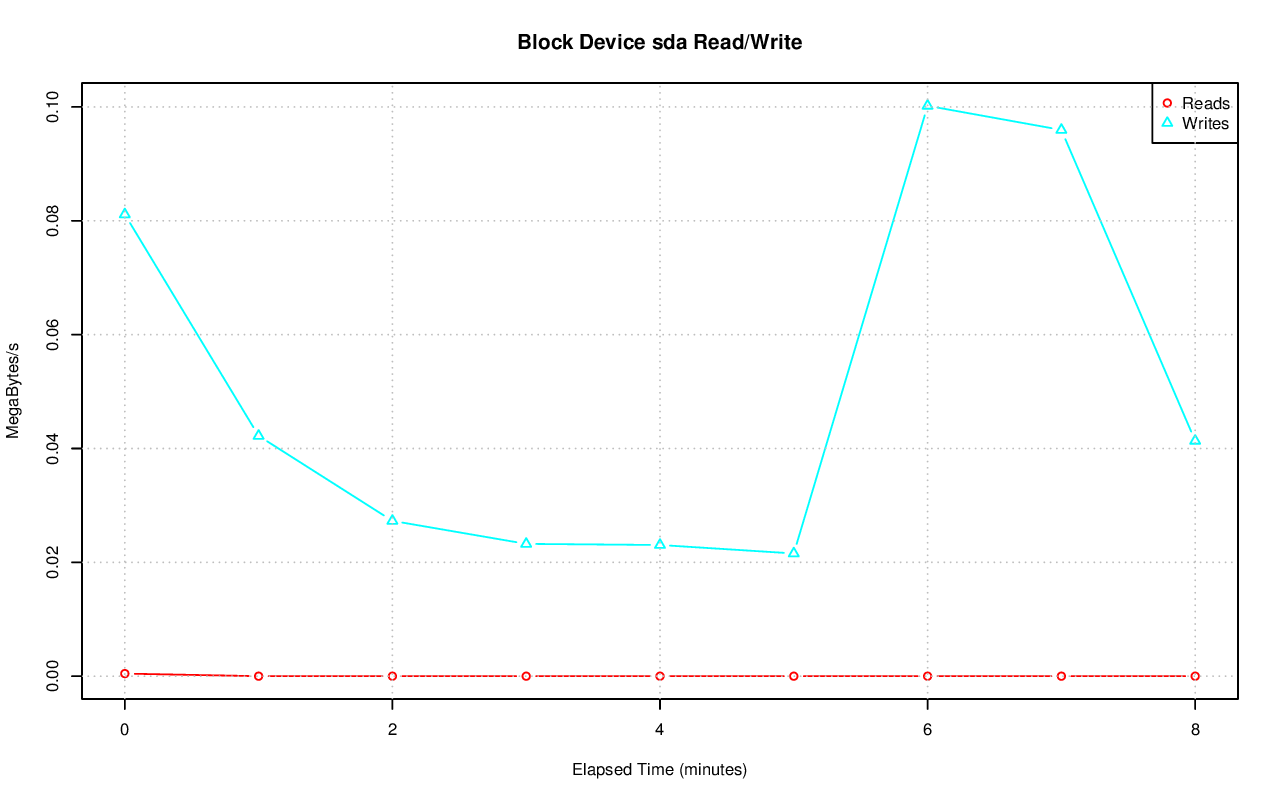 Block Device sda Read/Write
Reads
Writes
MegaBytes/s
0.10
0.08
0.06
0.04
0.02
0.00
0 2 4 6 8
Elapsed Time (minutes)